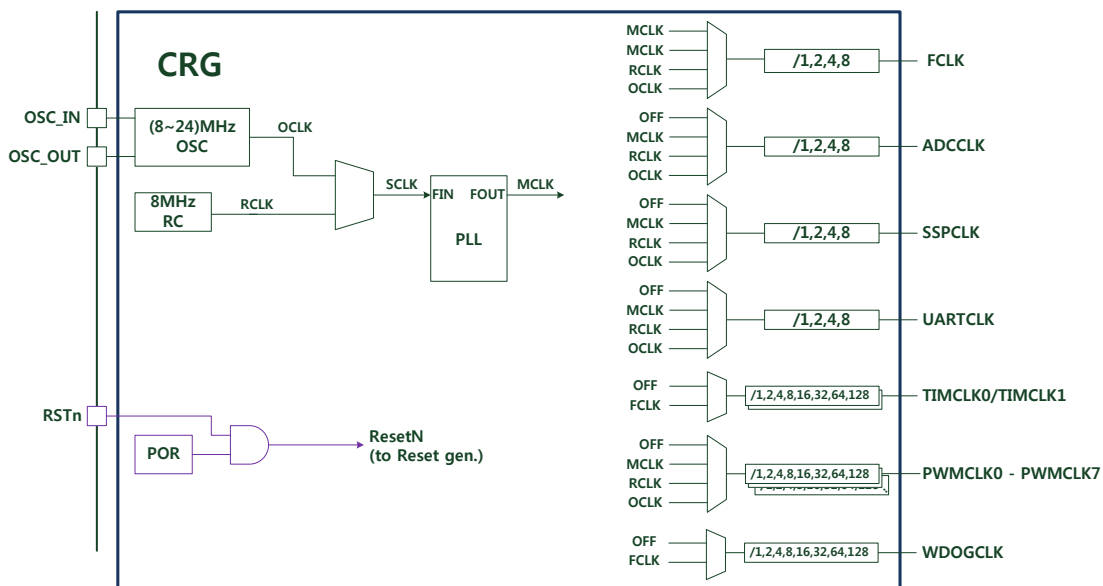 CRG
OSC_IN
OSC_OUT
(8~24)MHz
OSC
OCLK
8MHz
RC
RCLK
SCLK
FIN FOUT
PLL
MCLK
RSTn
POR
ResetN
(to Reset gen.)
MCLK
MCLK
RCLK
OCLK
/1,2,4,8
FCLK
OFF
MCLK
RCLK
OCLK
/1,2,4,8
ADCCLK
OFF
MCLK
RCLK
OCLK
/1,2,4,8
SSPCLK
OFF
MCLK
RCLK
OCLK
/1,2,4,8
UARTCLK
OFF
FCLK
/1,2,4,8,16,32,64,128
TIMCLK0/TIMCLK1
OFF
MCLK
RCLK
OCLK
/1,2,4,8,16,32,64,128
PWMCLK0 - PWMCLK7
OFF
FCLK
/1,2,4,8,16,32,64,128
WDOGCLK